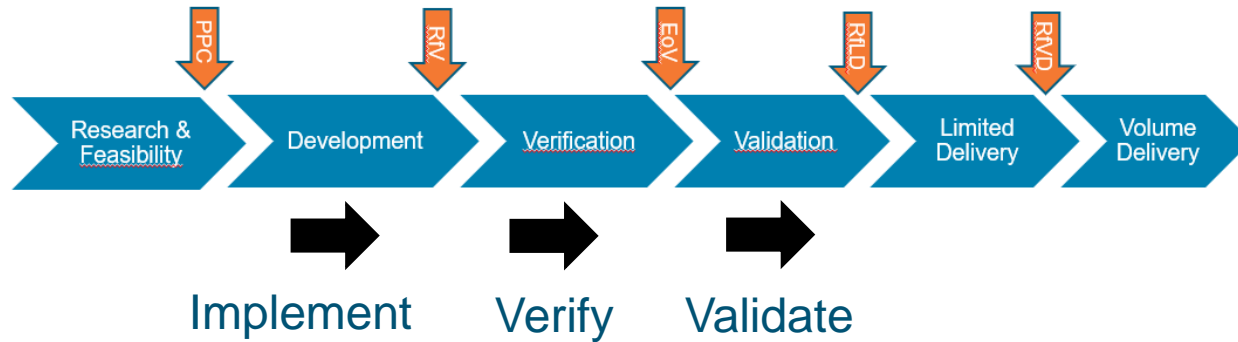 PPC
RfV
EoV
RfLD
RfVD
Research &
Feasibility
Development
Verification
Validation
Limited
Delivery
Volume
Delivery
Implement
Verify
Validate